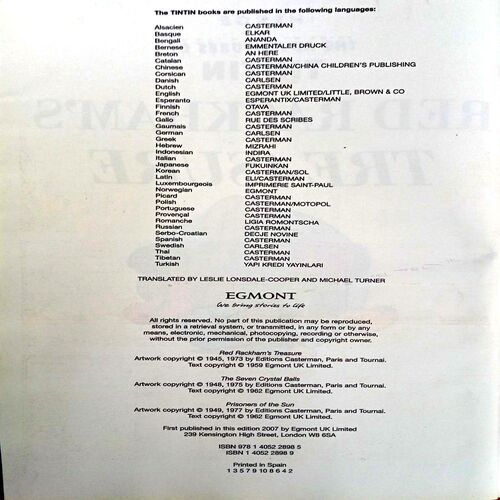 The TINTIN books are published in the following languages:
Alsacien CASTERMAN
Basque ELKAR
Bengali ANANDA
Bernese EMMENTALER DRUCK
Breton AN HERE
Catalan CASTERMAN
Chinese CASTERMAN/CHINA CHILDREN'S PUBLISHING
Corsican CASTERMAN
Danish CARLSEN
Dutch CASTERMAN
English EGMONT UK LIMITED/LITTLE, BROWN & CO
Esperanto ESPERANTIX/CASTERMAN
Finnish OTAVA
French CASTERMAN
Gallo RUE DES SCRIBES
Gaumais CASTERMAN
German CARLSEN
Greek CASTERMAN
Hebrew MIZRAHI
Indonesian INDIRA
Italian CASTERMAN
Japanese FUKUINKAN
Korean CASTERMAN/SOL
Latin ELI/CASTERMAN
Luxembourgeois IMPRIMERIE SAINT-PAUL
Norwegian EGMONT
Picard CASTERMAN
Polish CASTERMAN/MOTOPOL
Portuguese CASTERMAN
Provençal CASTERMAN
Romanche LIGIA ROMONTSCHA
Russian CASTERMAN
Serbo-Croatian DECJE NOVINE
Spanish CASTERMAN
Swedish CARLSEN
Thai CASTERMAN
Tibetan CASTERMAN
Turkish YAPI KREDI YAYINLARI
TRANSLATED BY LESLIE LONSDALE-COOPER AND MICHAEL TURNER
EGMONT
We bring stories to life
All rights reserved. No part of this publication may be reproduced,
stored in a retrieval system, or transmitted, in any form or by any
means, electronic, mechanical, photocopying, recording or otherwise,
without the prior permission of the publisher and copyright owner.
Red Rackham's Treasure
Artwork copyright © 1945, 1973 by Editions Casterman, Paris and Tournai.
Text copyright © 1959 Egmont UK Limited.
The Seven Crystal Balls
Artwork copyright © 1948, 1975 by Editions Casterman, Paris and Tournai.
Text copyright © 1962 Egmont UK Limited.
Prisoners of the Sun
Artwork copyright © 1949, 1977 by Editions Casterman, Paris and Tournai.
Text copyright © 1962 Egmont UK Limited.
First published in this edition 2007 by Egmont UK Limited
239 Kensington High Street, London W8 6SA
ISBN 978 1 4052 2898 5
ISBN 1 4052 2898 9
Printed in Spain
1 3 5 7 9 10 8 6 4 2